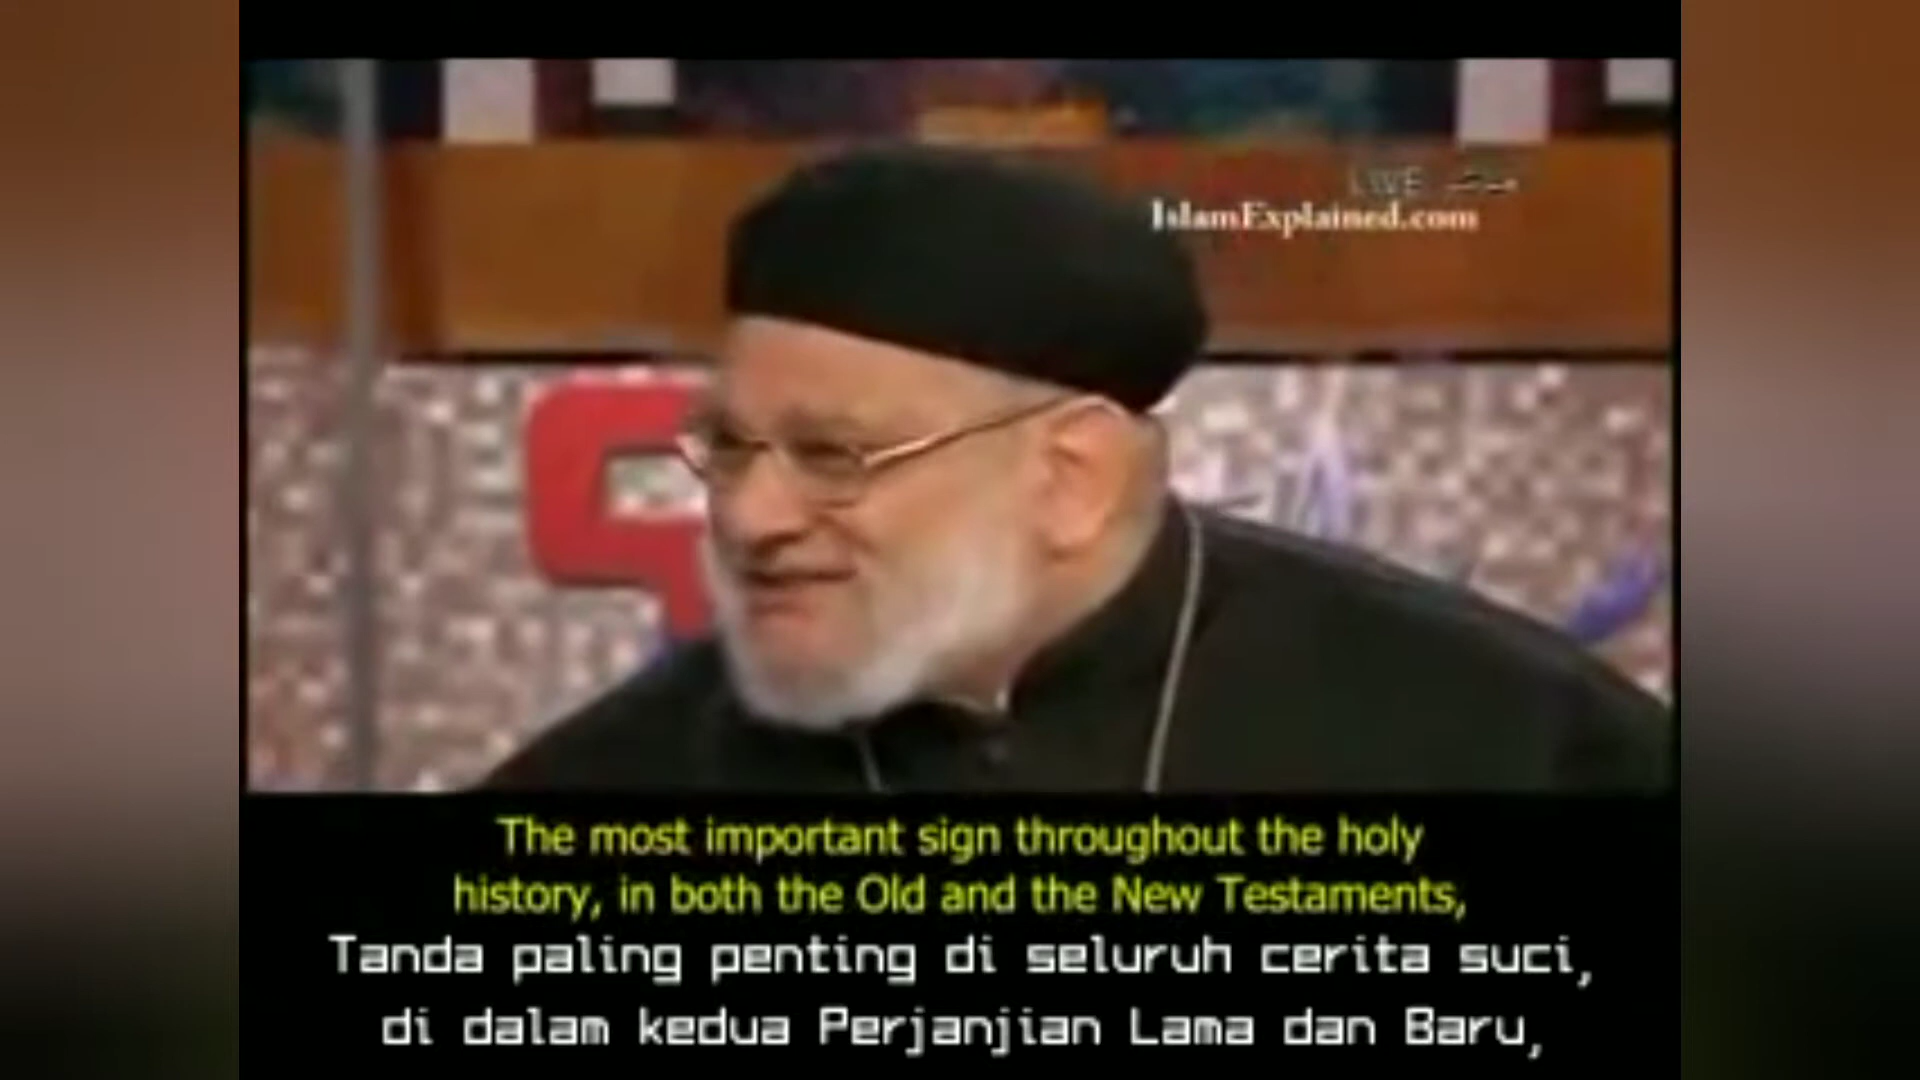 LIVE مباشر
IslamExplained.com
The most important sign throughout the holy
history, in both the Old and the New Testaments,
Tanda paling penting di seluruh cerita suci,
di dalam kedua Perjanjian Lama dan Baru,